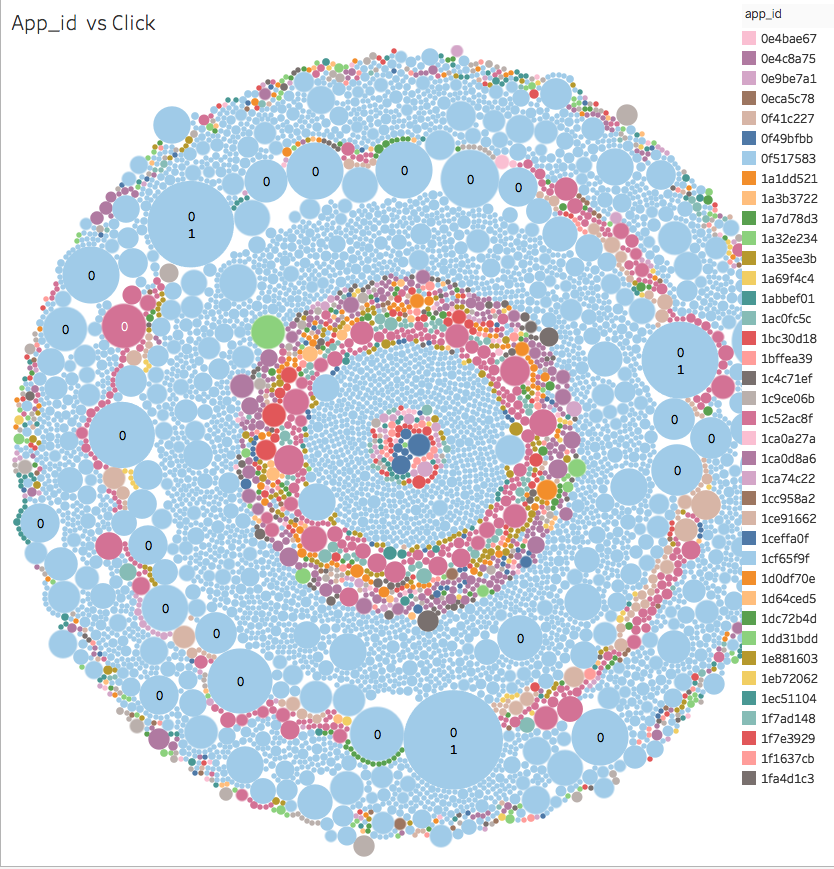 App_id vs Click
app_id
0e4bae67
0e4c8a75
0e9be7a1
0eca5c78
0f41c227
0f49bfbb
0f517583
1a1dd521
1a3b3722
1a7d78d3
1a32e234
1a35ee3b
1a69f4c4
1abbef01
1ac0fc5c
1bc30d18
1bffea39
1c4c71ef
1c9ce06b
1c52ac8f
1ca0a27a
1ca0d8a6
1ca74c22
1cc958a2
1ce91662
1ceffa0f
1cf65f9f
1d0df70e
1d64ced5
1dc72b4d
1dd31bdd
1e881603
1eb72062
1ec51104
1f7ad148
1f7e3929
1f1637cb
1fa4d1c3
0
0
0
0
0
0
1
0
0
0
0
1
0
0
0
0
0
0
0
0
0
0
0
0
0
0
1
0